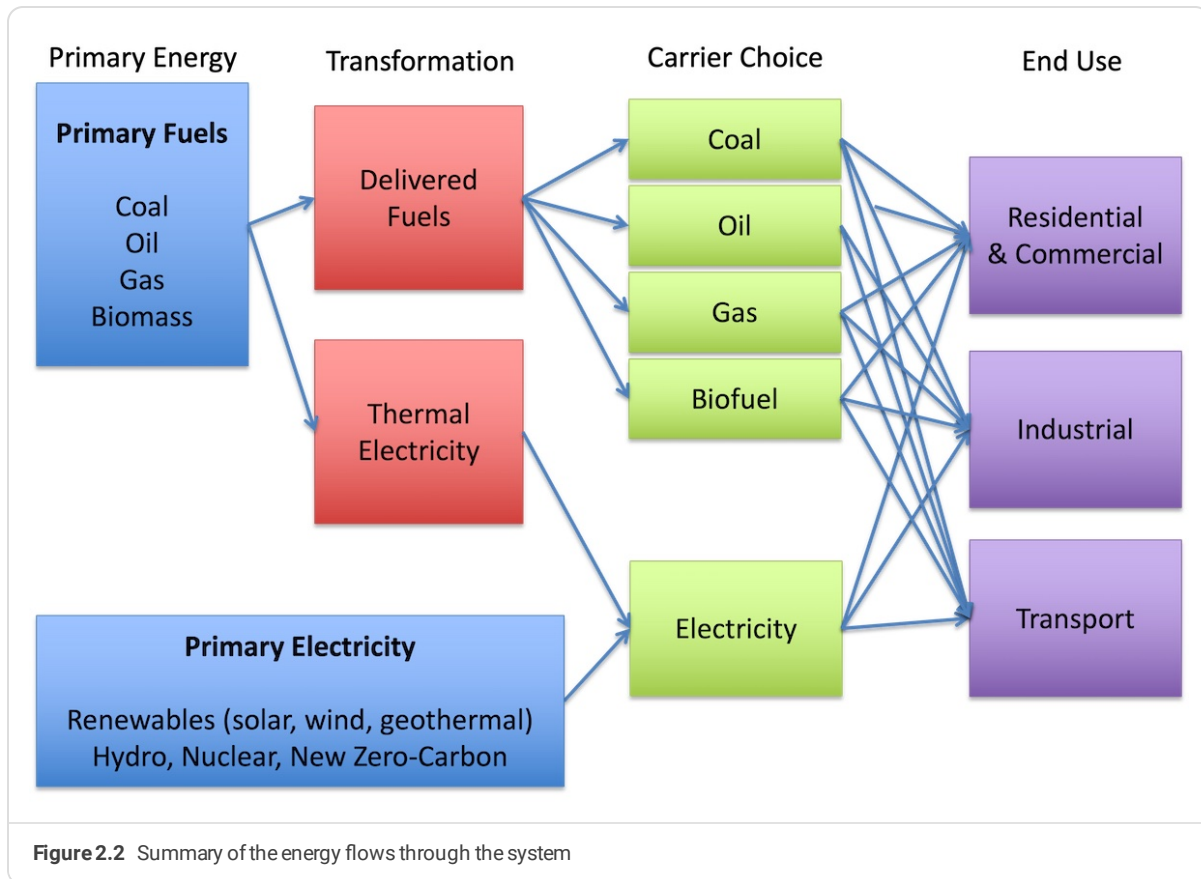 Primary Energy
Transformation
Carrier Choice
End Use
Primary Fuels
Coal
Oil
Gas
Biomass
Delivered
Fuels
Thermal
Electricity
Coal
Oil
Gas
Biofuel
Electricity
Residential
& Commercial
Industrial
Transport
Primary Electricity
Renewables (solar, wind, geothermal)
Hydro, Nuclear, New Zero-Carbon
Figure 2.2 Summary of the energy flows through the system